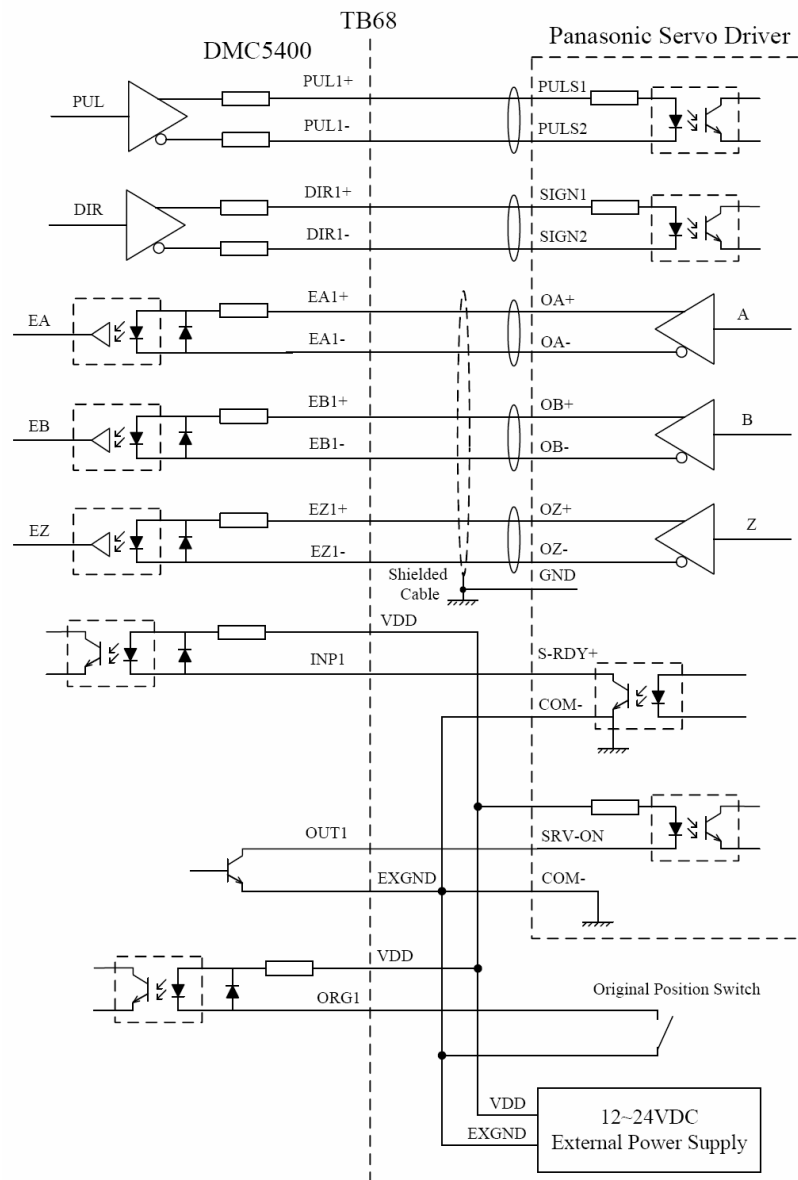 TB68
DMC5400
Panasonic Servo Driver
PUL
PUL1+
PULS1
PUL1-
PULS2
DIR
DIR1+
SIGN1
DIR1-
SIGN2
EA
EA1+
OA+
A
EA1-
OA-
EB
EB1+
OB+
B
EB1-
OB-
EZ
EZ1+
OZ+
Z
EZ1-
OZ-
Shielded
Cable
GND
VDD
INP1
S-RDY+
COM-
OUT1
SRV-ON
EXGND
COM-
VDD
ORG1
Original Position Switch
VDD
EXGND
12~24VDC
External Power Supply